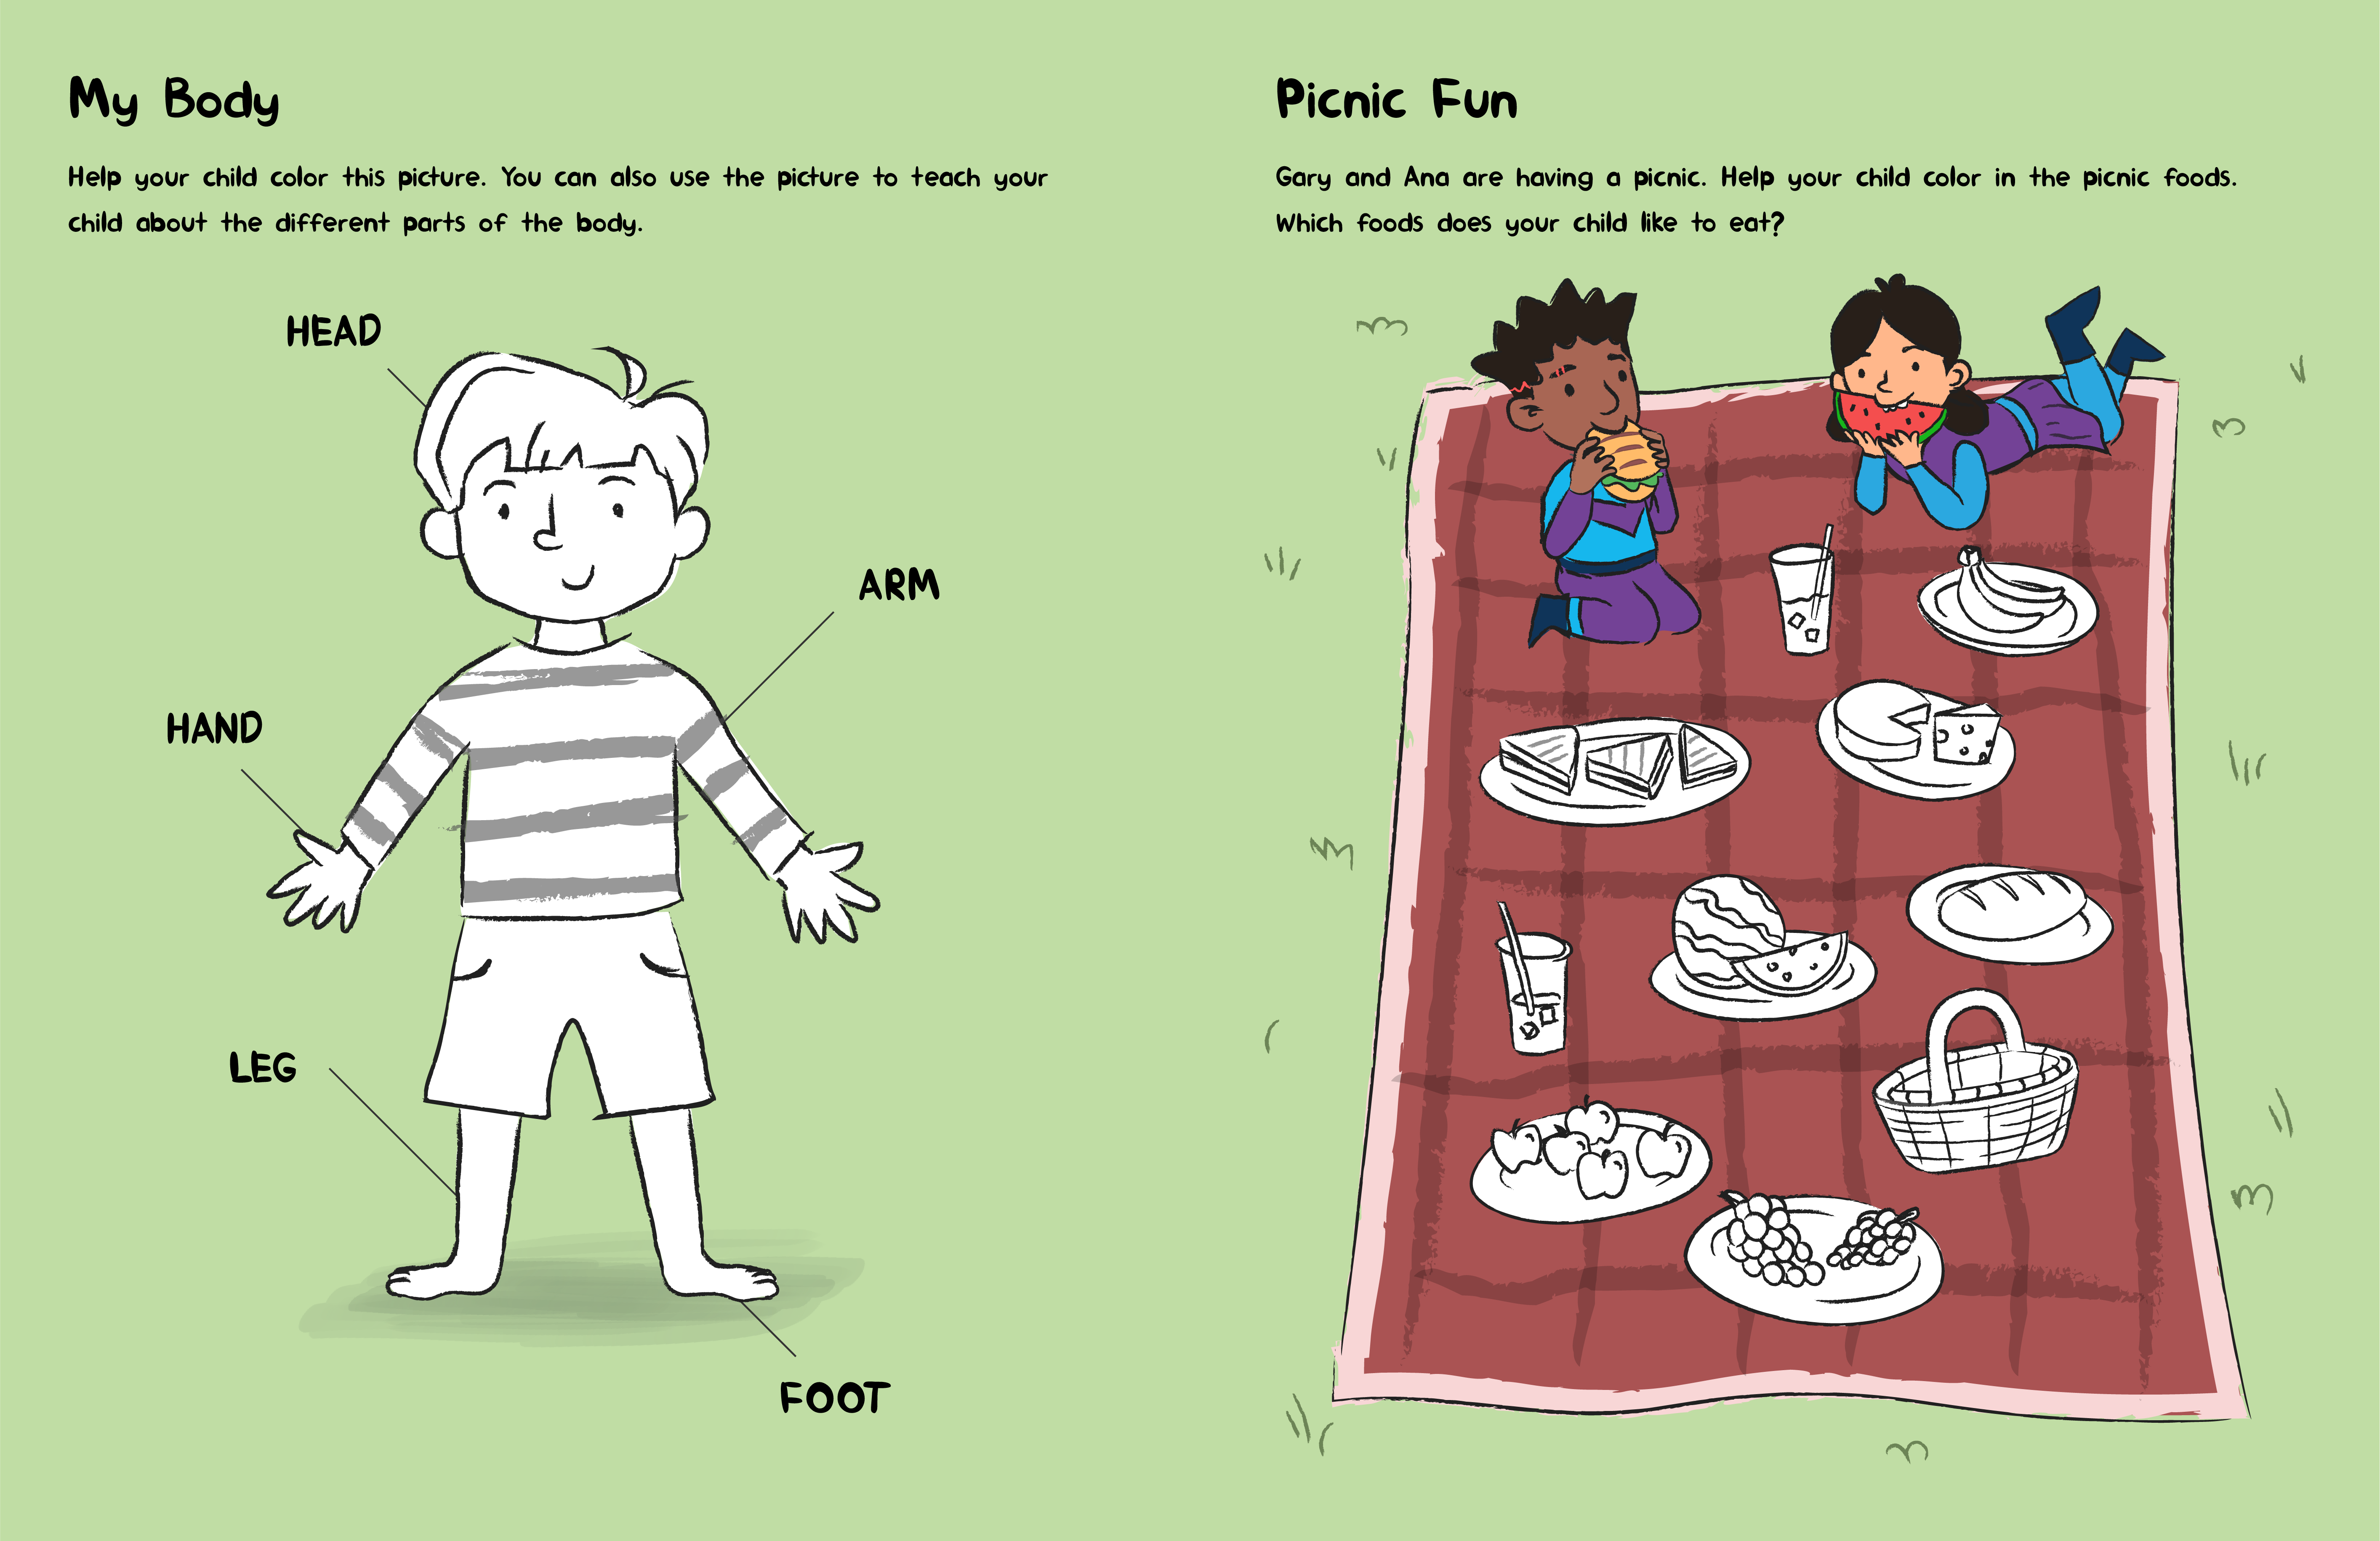 My Body
Help your child color this picture. You can also use the picture to teach your
child about the different parts of the body.
HEAD
ARM
HAND
LEG
FOOT
Picnic Fun
Gary and Ana are having a picnic. Help your child color in the picnic foods.
Which foods does your child like to eat?